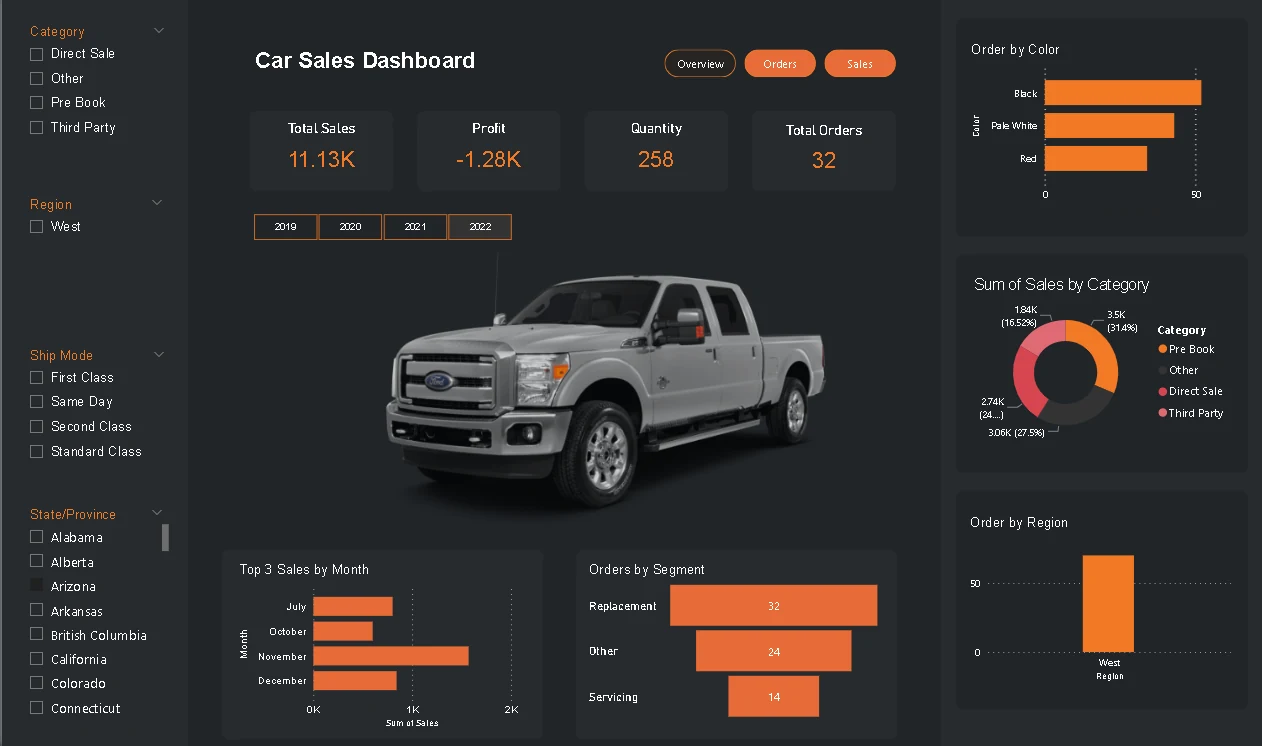 Category
Direct Sale
Other
Pre Book
Third Party
Region
West
Ship Mode
First Class
Same Day
Second Class
Standard Class
State/Province
Alabama
Alberta
Arizona
Arkansas
British Columbia
California
Colorado
Connecticut
Car Sales Dashboard
Overview
Orders
Sales
Total Sales
11.13K
Profit
-1.28K
Quantity
258
Total Orders
32
2019
2020
2021
2022
Ford
Top 3 Sales by Month
Month
July
October
November
December
0K
1K
2K
Sum of Sales
Orders by Segment
Replacement
32
Other
24
Servicing
14
Order by Color
Color
Black
Pale White
Red
0
50
Sum of Sales by Category
1.84K
(16.52%)
3.5K
(31.4%)
2.74K
(24....)
3.06K (27.5%)
Category
Pre Book
Other
Direct Sale
Third Party
Order by Region
50
0
West
Region